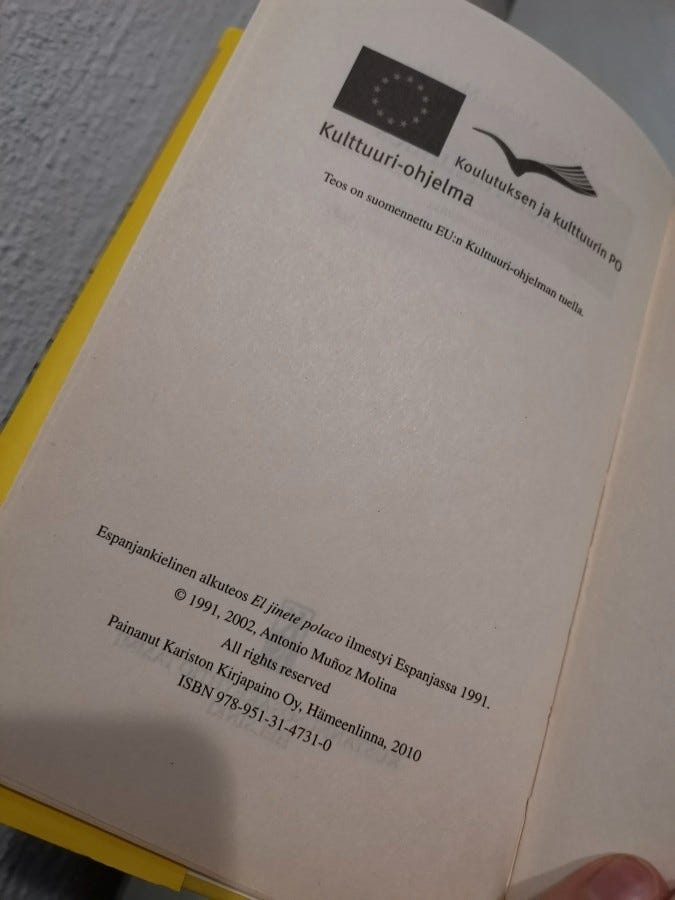 Kulttuuri-ohjelma
Koulutuksen ja kulttuurin PO
Teos on suomennettu EU:n Kulttuuri-ohjelman tuella.
Espanjankielinen alkuteos El jinete polaco ilmestyi Espanjassa 1991.
© 1991, 2002, Antonio Muñoz Molina
All rights reserved
Painanut Kariston Kirjapaino Oy, Hämeenlinna, 2010
ISBN 978-951-31-4731-0